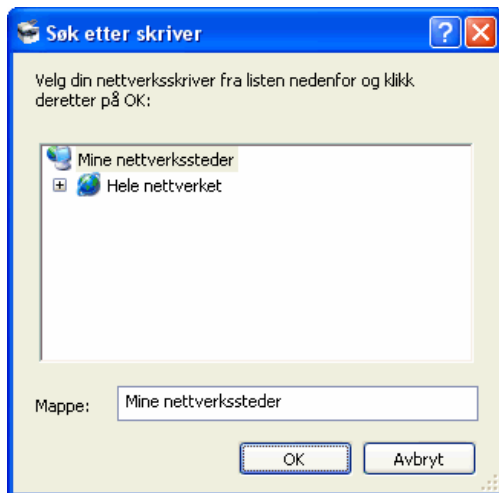 Søk etter skriver
Velg din nettverksskriver fra listen nedenfor og klikk
deretter på OK:
Mine nettverkssteder
Hele nettverket
Mappe: Mine nettverkssteder
OK Avbryt